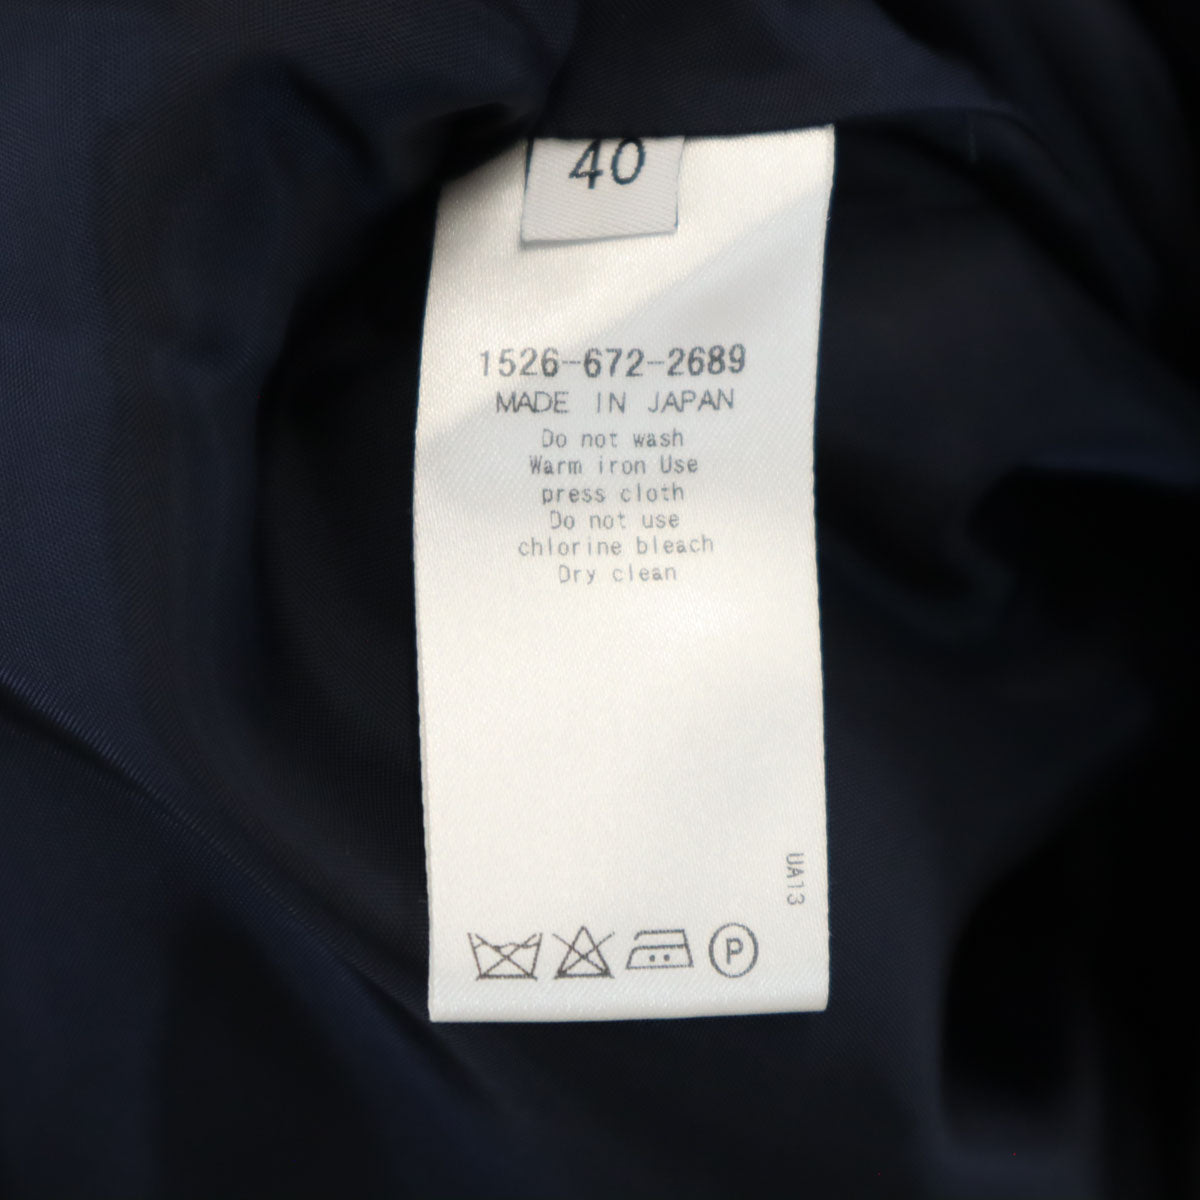 40
1526-672-2689
MADE IN JAPAN
Do not wash
Warm iron Use
press cloth
Do not use
chlorine bleach
Dry clean
UA13
P